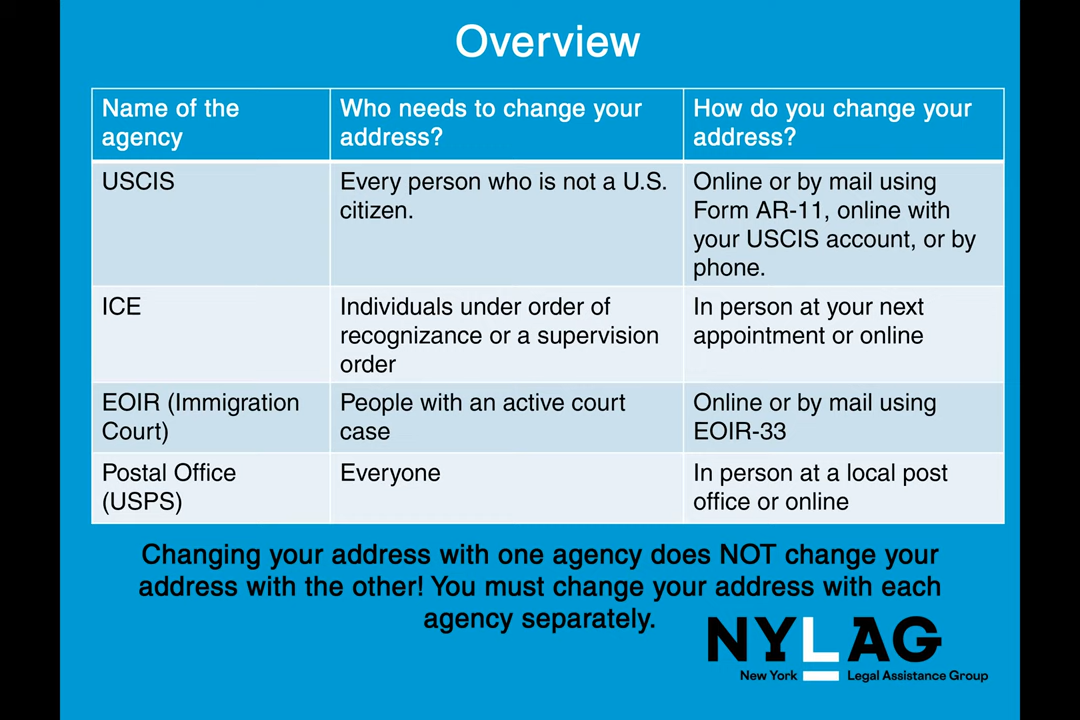 Overview
Name of the agency
Who needs to change your address?
How do you change your address?
USCIS
Every person who is not a U.S. citizen.
Online or by mail using Form AR-11, online with your USCIS account, or by phone.
ICE
Individuals under order of recognizance or a supervision order
In person at your next appointment or online
EOIR (Immigration Court)
People with an active court case
Online or by mail using EOIR-33
Postal Office (USPS)
Everyone
In person at a local post office or online
Changing your address with one agency does NOT change your
address with the other! You must change your address with each
agency separately.
NYLAG
New York Legal Assistance Group